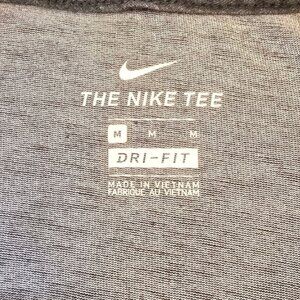 THE NIKE TEE
M M M
DRI-FIT
MADE IN VIETNAM
FABRIQUÉ AU VIETNAM